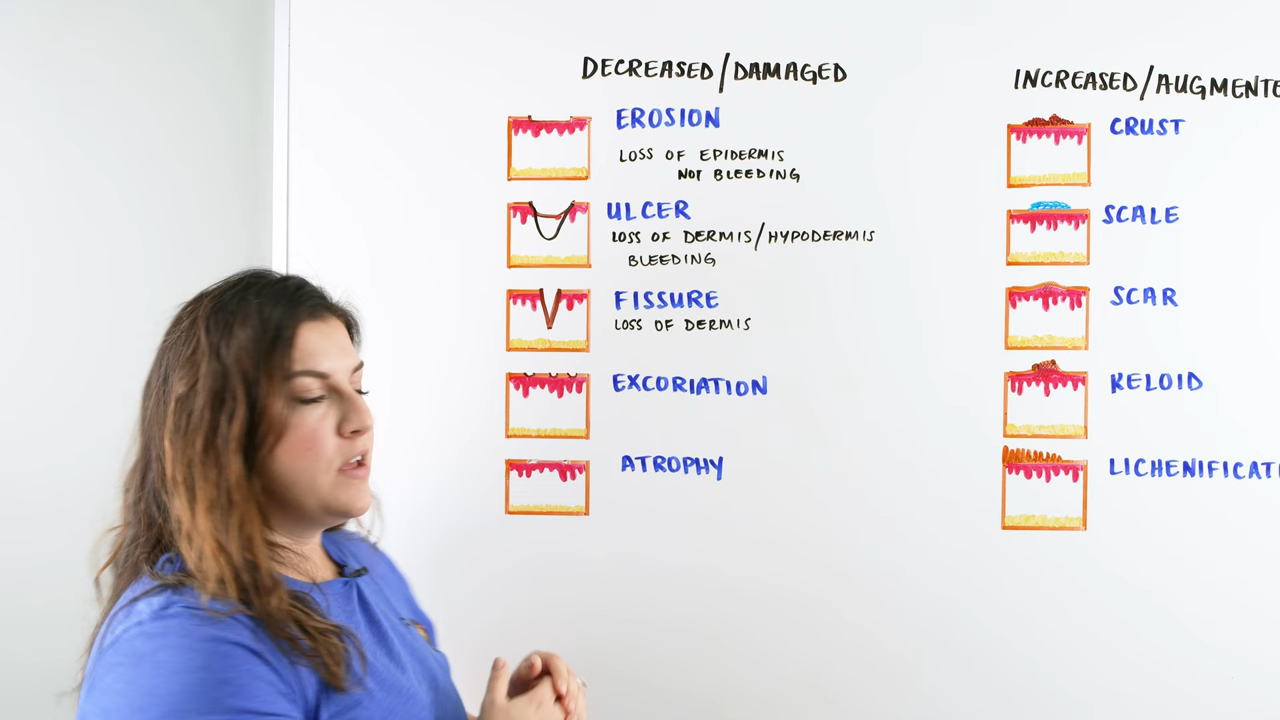 DECREASED/DAMAGED
EROSION
LOSS OF EPIDERMIS
NOT BLEEDING
ULCER
LOSS OF DERMIS/HYPODERMIS
BLEEDING
FISSURE
LOSS OF DERMIS
EXCORIATION
ATROPHY
INCREASED/AUGMENTE
CRUST
SCALE
SCAR
KELOID
LICHENIFICATI